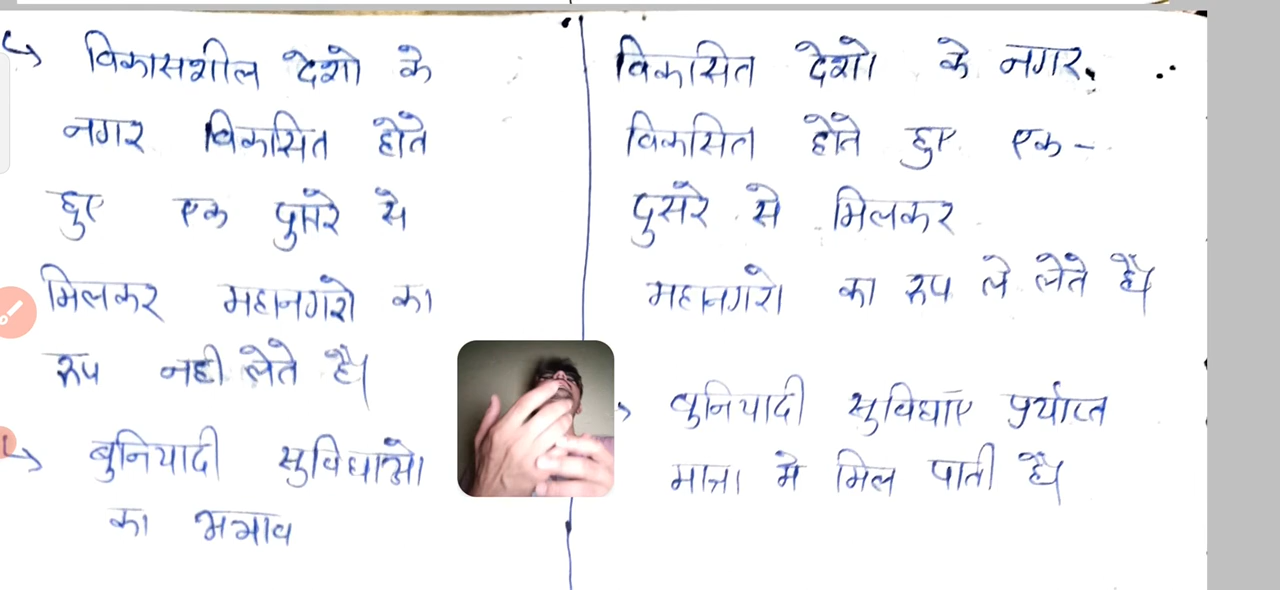 विकासशील देशो के
नगर विकसित होते
हुए एक दुसरे से
मिलकर महानगरो का
रूप नही लेते है।
बुनियादी सुविधाओ
का अभाव
विकसित देशो के नगर
विकसित होते हुए एक -
दुसरे से मिलकर
महानगरो का रूप ले लेते है।
बुनियादी सुविधाए पर्याप्त
मात्रा मे मिल पाती है।